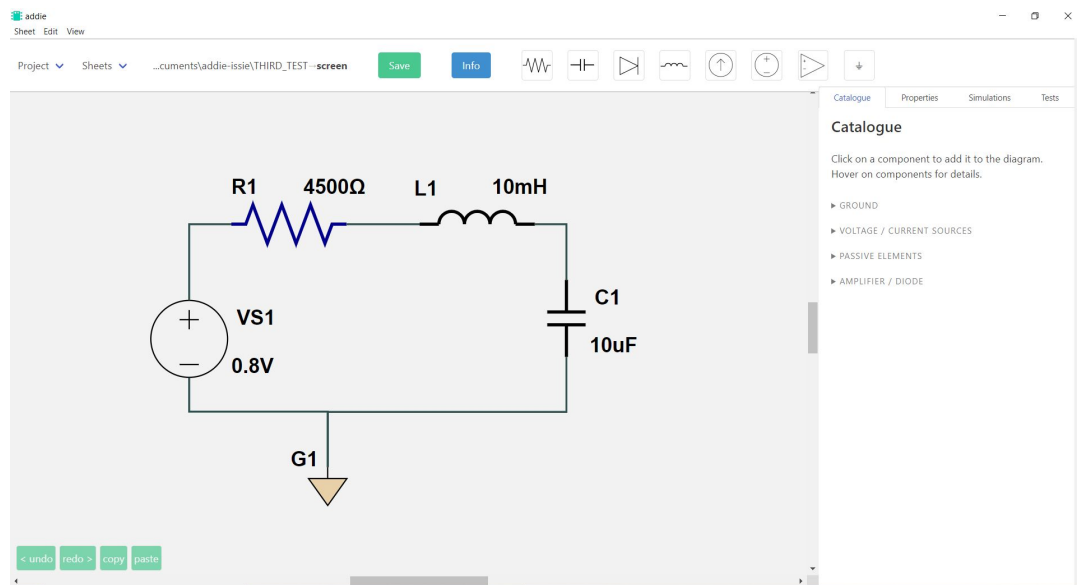 addie
Sheet Edit View
Project Sheets ...cuments\addie-issie\THIRD_TEST→screen Save Info
Catalogue Properties Simulations Tests
Catalogue
Click on a component to add it to the diagram.
Hover on components for details.
GROUND
VOLTAGE / CURRENT SOURCES
PASSIVE ELEMENTS
AMPLIFIER / DIODE
R1 4500Ω L1 10mH
C1
10uF
VS1
0.8V
G1
< undo redo > copy paste